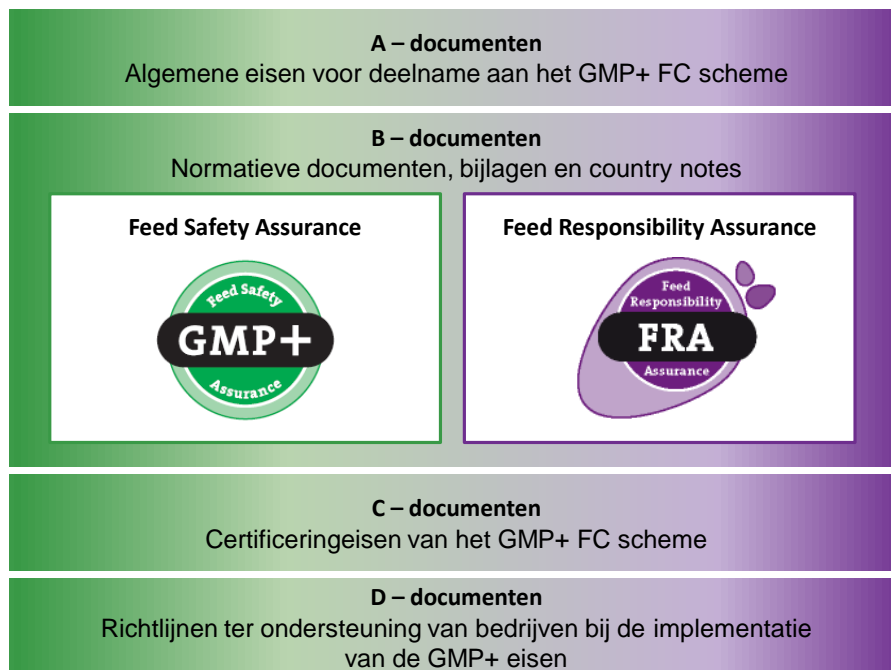 A – documenten
Algemene eisen voor deelname aan het GMP+ FC scheme
B – documenten
Normatieve documenten, bijlagen en country notes
Feed Safety Assurance
Feed Safety
GMP+
Assurance
Feed Responsibility Assurance
Feed
Responsibility
FRA
Assurance
C – documenten
Certificeringeisen van het GMP+ FC scheme
D – documenten
Richtlijnen ter ondersteuning van bedrijven bij de implementatie
van de GMP+ eisen